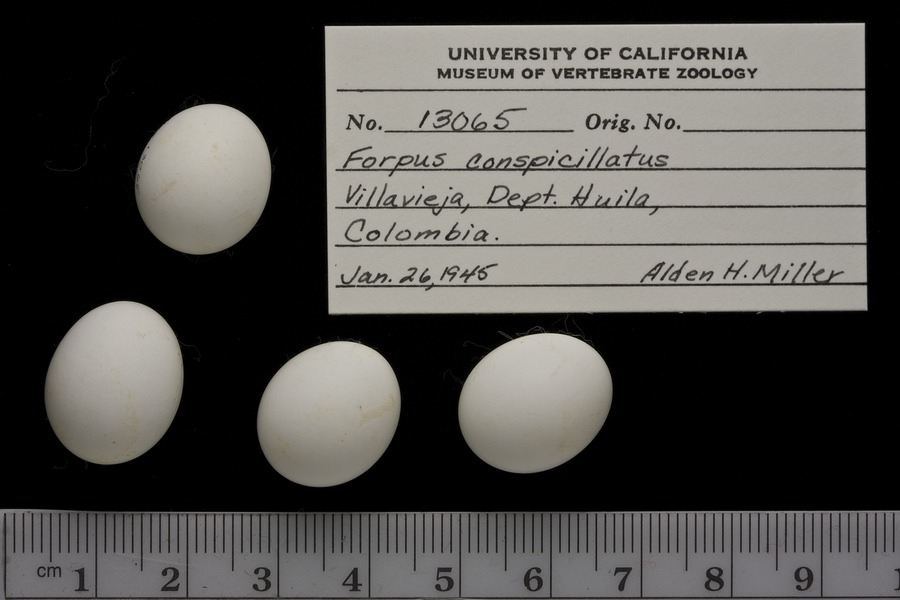 UNIVERSITY OF CALIFORNIA
MUSEUM OF VERTEBRATE ZOOLOGY
No. 13065 Orig. No.
Forpus conspicillatus
Villavieja, Dept. Huila,
Colombia.
Jan. 26, 1945 Alden H. Miller
cm 1 2 3 4 5 6 7 8 9 1